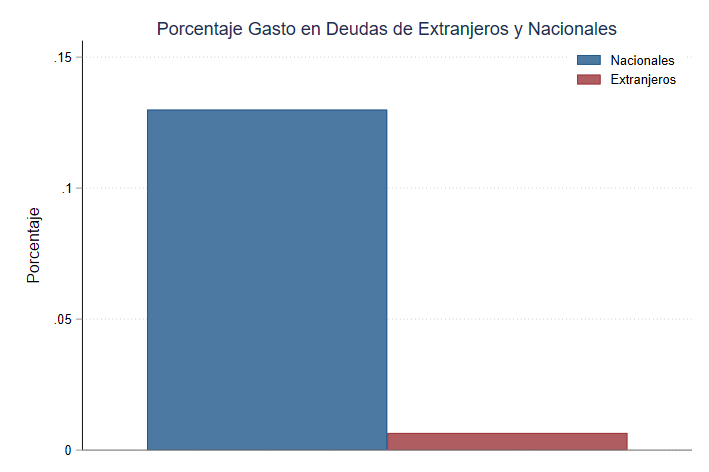 Porcentaje Gasto en Deudas de Extranjeros y Nacionales
Nacionales
Extranjeros
Porcentaje
.15
.1
.05
0